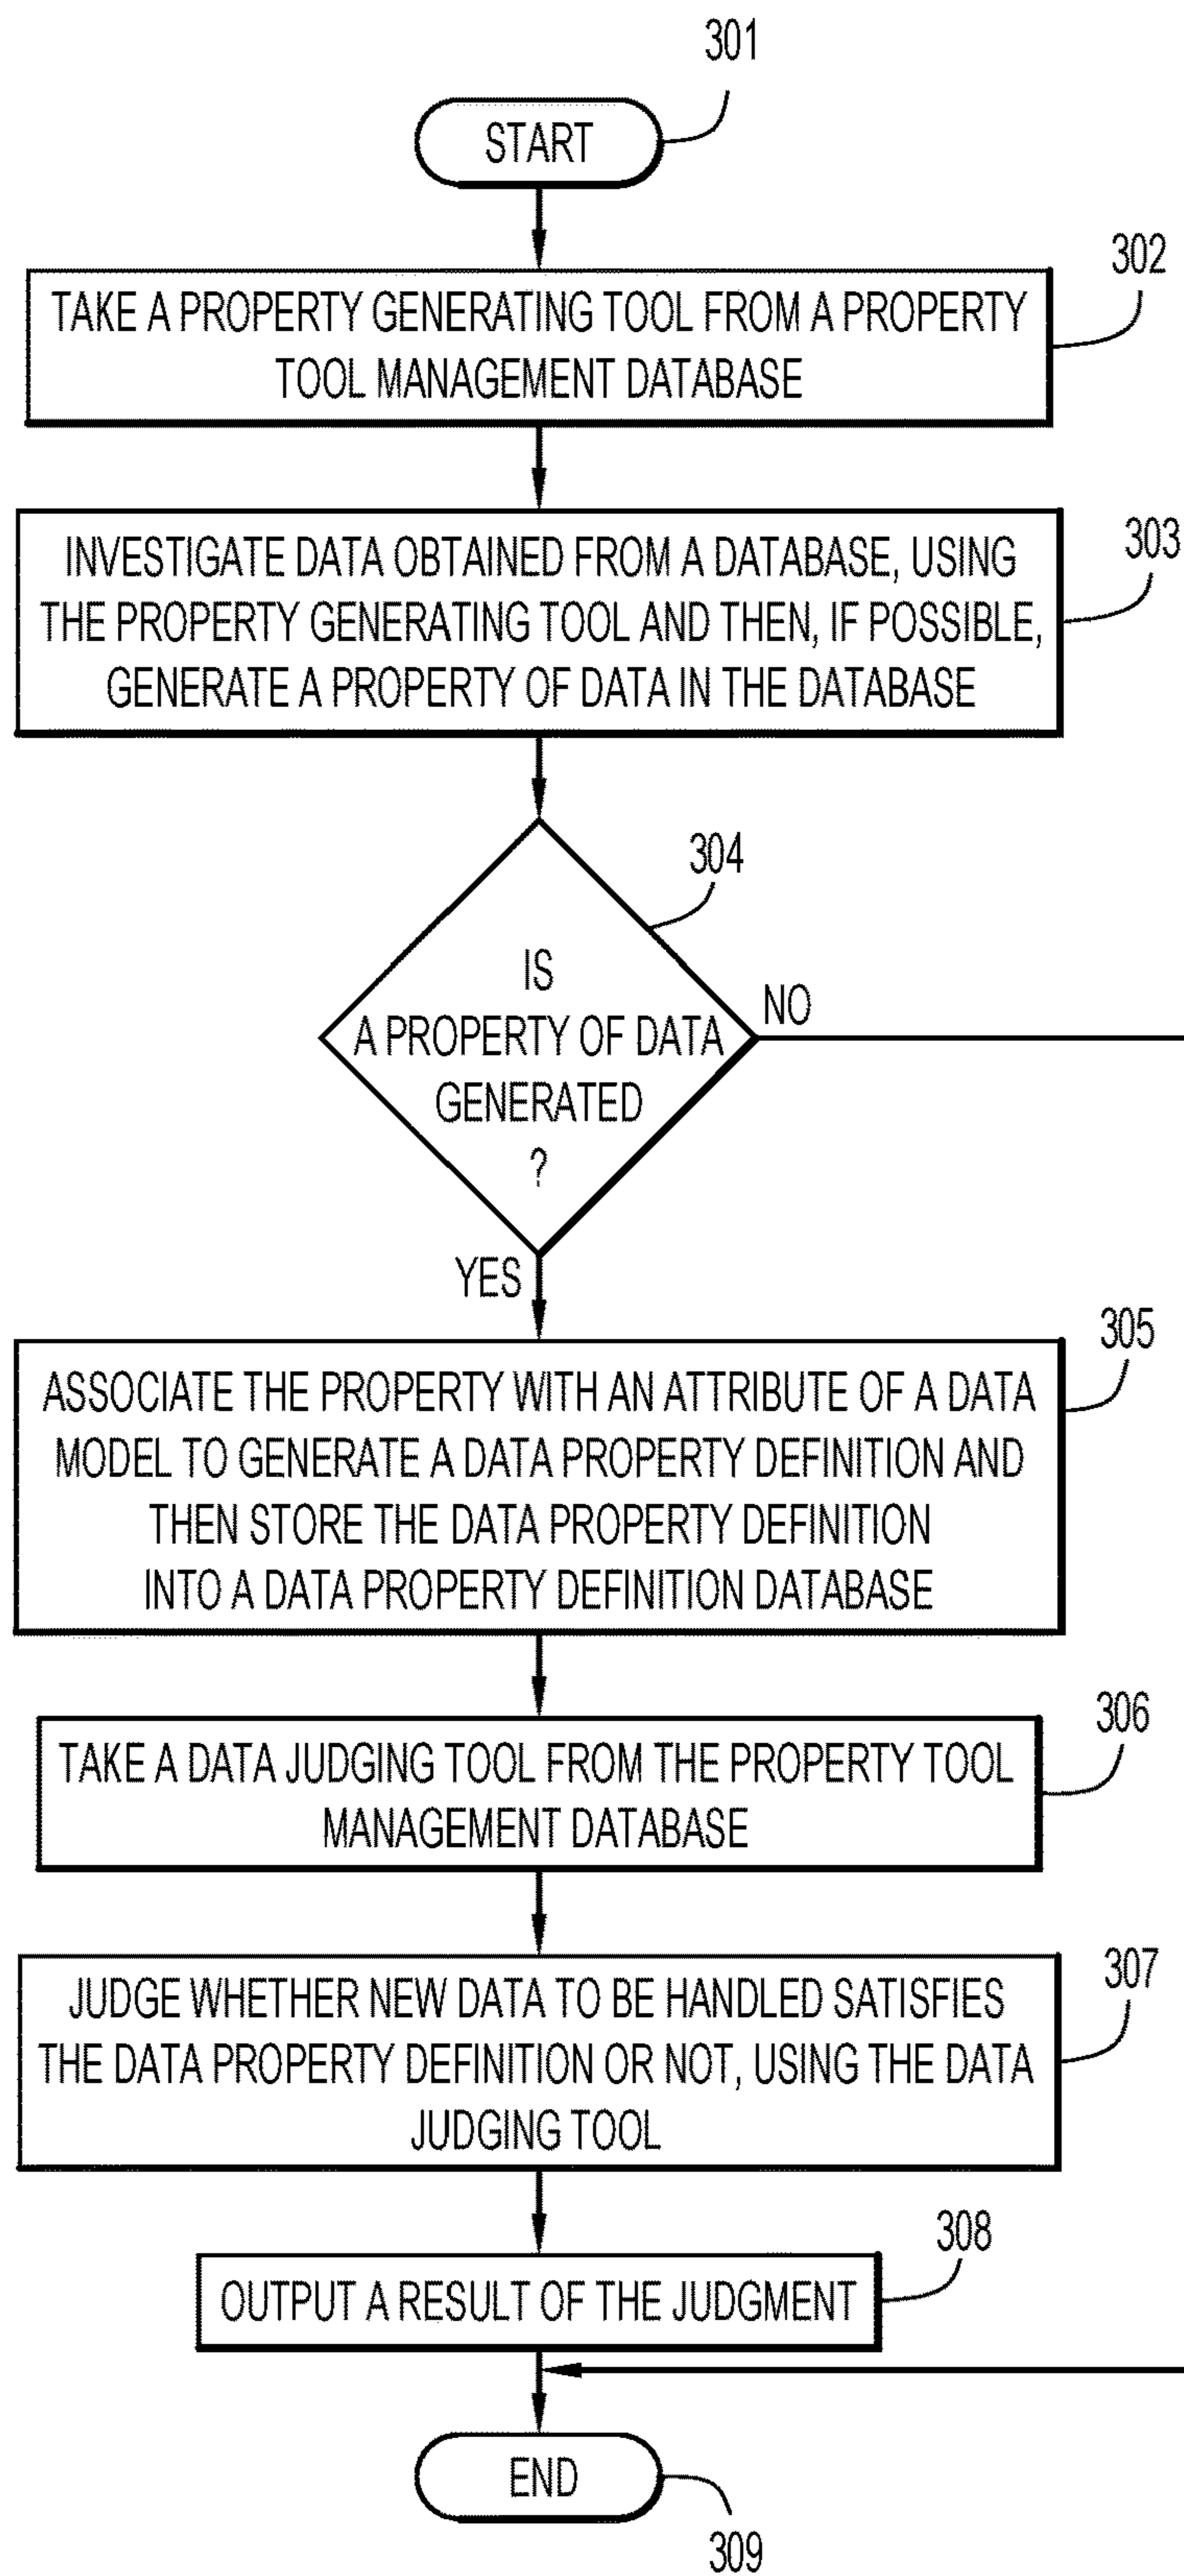 301
START
302
TAKE A PROPERTY GENERATING TOOL FROM A PROPERTY
TOOL MANAGEMENT DATABASE
303
INVESTIGATE DATA OBTAINED FROM A DATABASE, USING
THE PROPERTY GENERATING TOOL AND THEN, IF POSSIBLE,
GENERATE A PROPERTY OF DATA IN THE DATABASE
304
IS
A PROPERTY OF DATA
GENERATED
?
NO
YES
305
ASSOCIATE THE PROPERTY WITH AN ATTRIBUTE OF A DATA
MODEL TO GENERATE A DATA PROPERTY DEFINITION AND
THEN STORE THE DATA PROPERTY DEFINITION
INTO A DATA PROPERTY DEFINITION DATABASE
306
TAKE A DATA JUDGING TOOL FROM THE PROPERTY TOOL
MANAGEMENT DATABASE
307
JUDGE WHETHER NEW DATA TO BE HANDLED SATISFIES
THE DATA PROPERTY DEFINITION OR NOT, USING THE DATA
JUDGING TOOL
308
OUTPUT A RESULT OF THE JUDGMENT
END
309